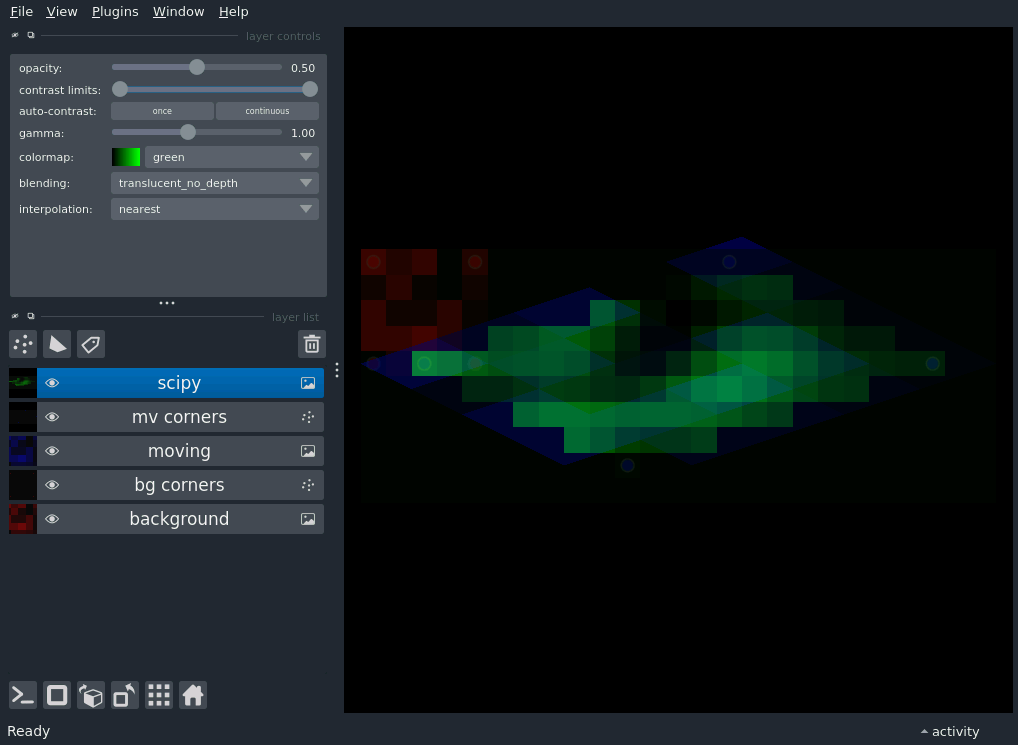 File View Plugins Window Help
layer controls
opacity: 0.50
contrast limits:
auto-contrast: once continuous
gamma: 1.00
colormap: green
blending: translucent_no_depth
interpolation: nearest
layer list
scipy
mv corners
moving
bg corners
background
Ready activity